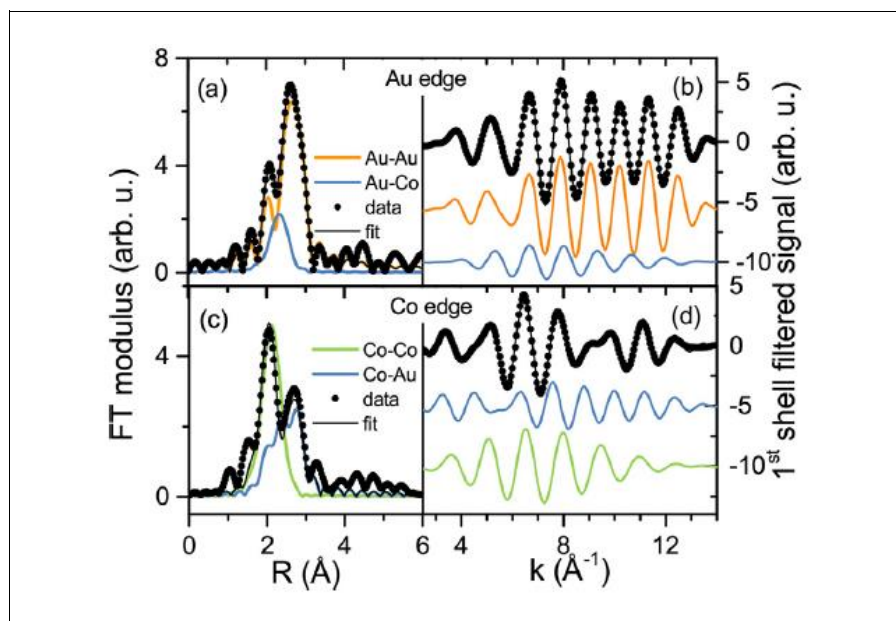 (a)
Au edge
(b)
Au-Au
Au-Co
data
fit
8
4
0
5
0
-5
-10
(c)
Co edge
(d)
Co-Co
Co-Au
data
fit
4
0
5
0
-5
-10
FT modulus (arb. u.)
1st shell filtered signal (arb. u.)
0 2 4 6 4 8 12
R (Å)
k (Å-1)